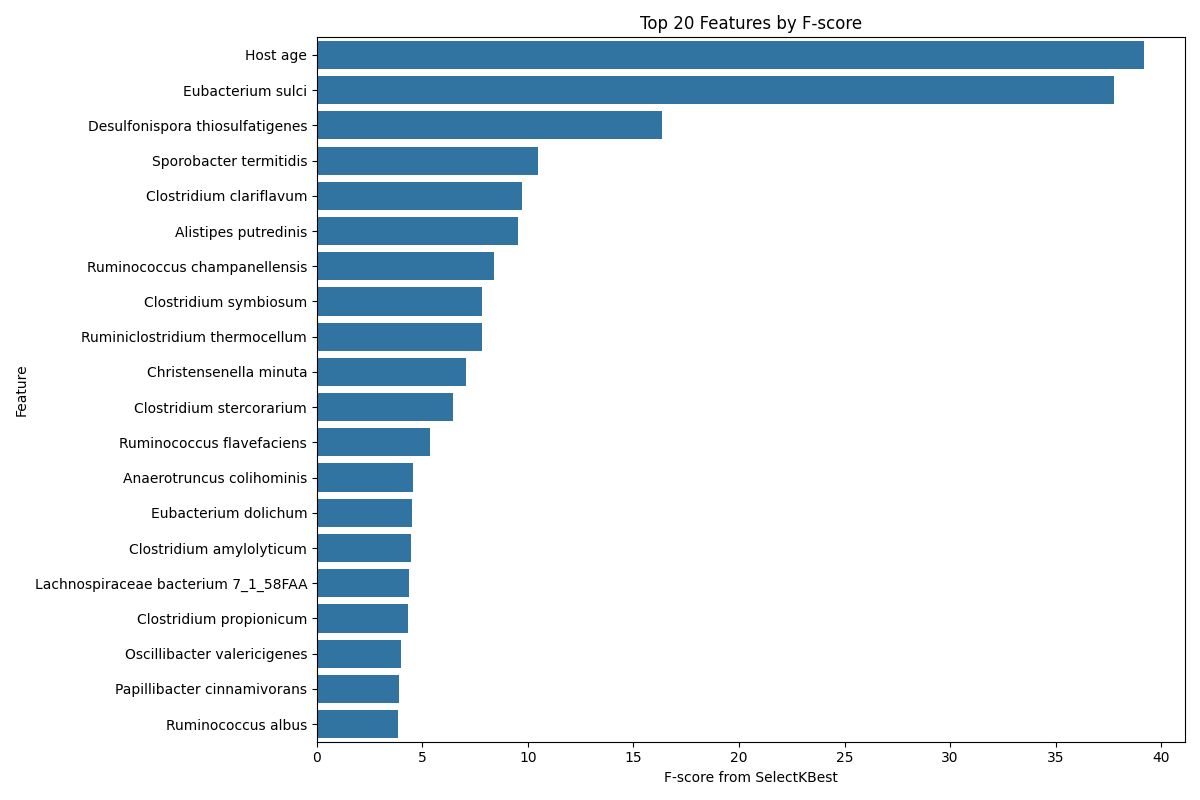 Top 20 Features by F-score
Host age
Eubacterium sulci
Desulfonispora thiosulfatigenes
Sporobacter termitidis
Clostridium clariflavum
Alistipes putredinis
Ruminococcus champanellensis
Clostridium symbiosum
Ruminiclostridium thermocellum
Christensenella minuta
Clostridium stercorarium
Ruminococcus flavefaciens
Anaerotruncus colihominis
Eubacterium dolichum
Clostridium amylolyticum
Lachnospiraceae bacterium 7_1_58FAA
Clostridium propionicum
Oscillibacter valericigenes
Papillibacter cinnamivorans
Ruminococcus albus
Feature
0 5 10 15 20 25 30 35 40
F-score from SelectKBest